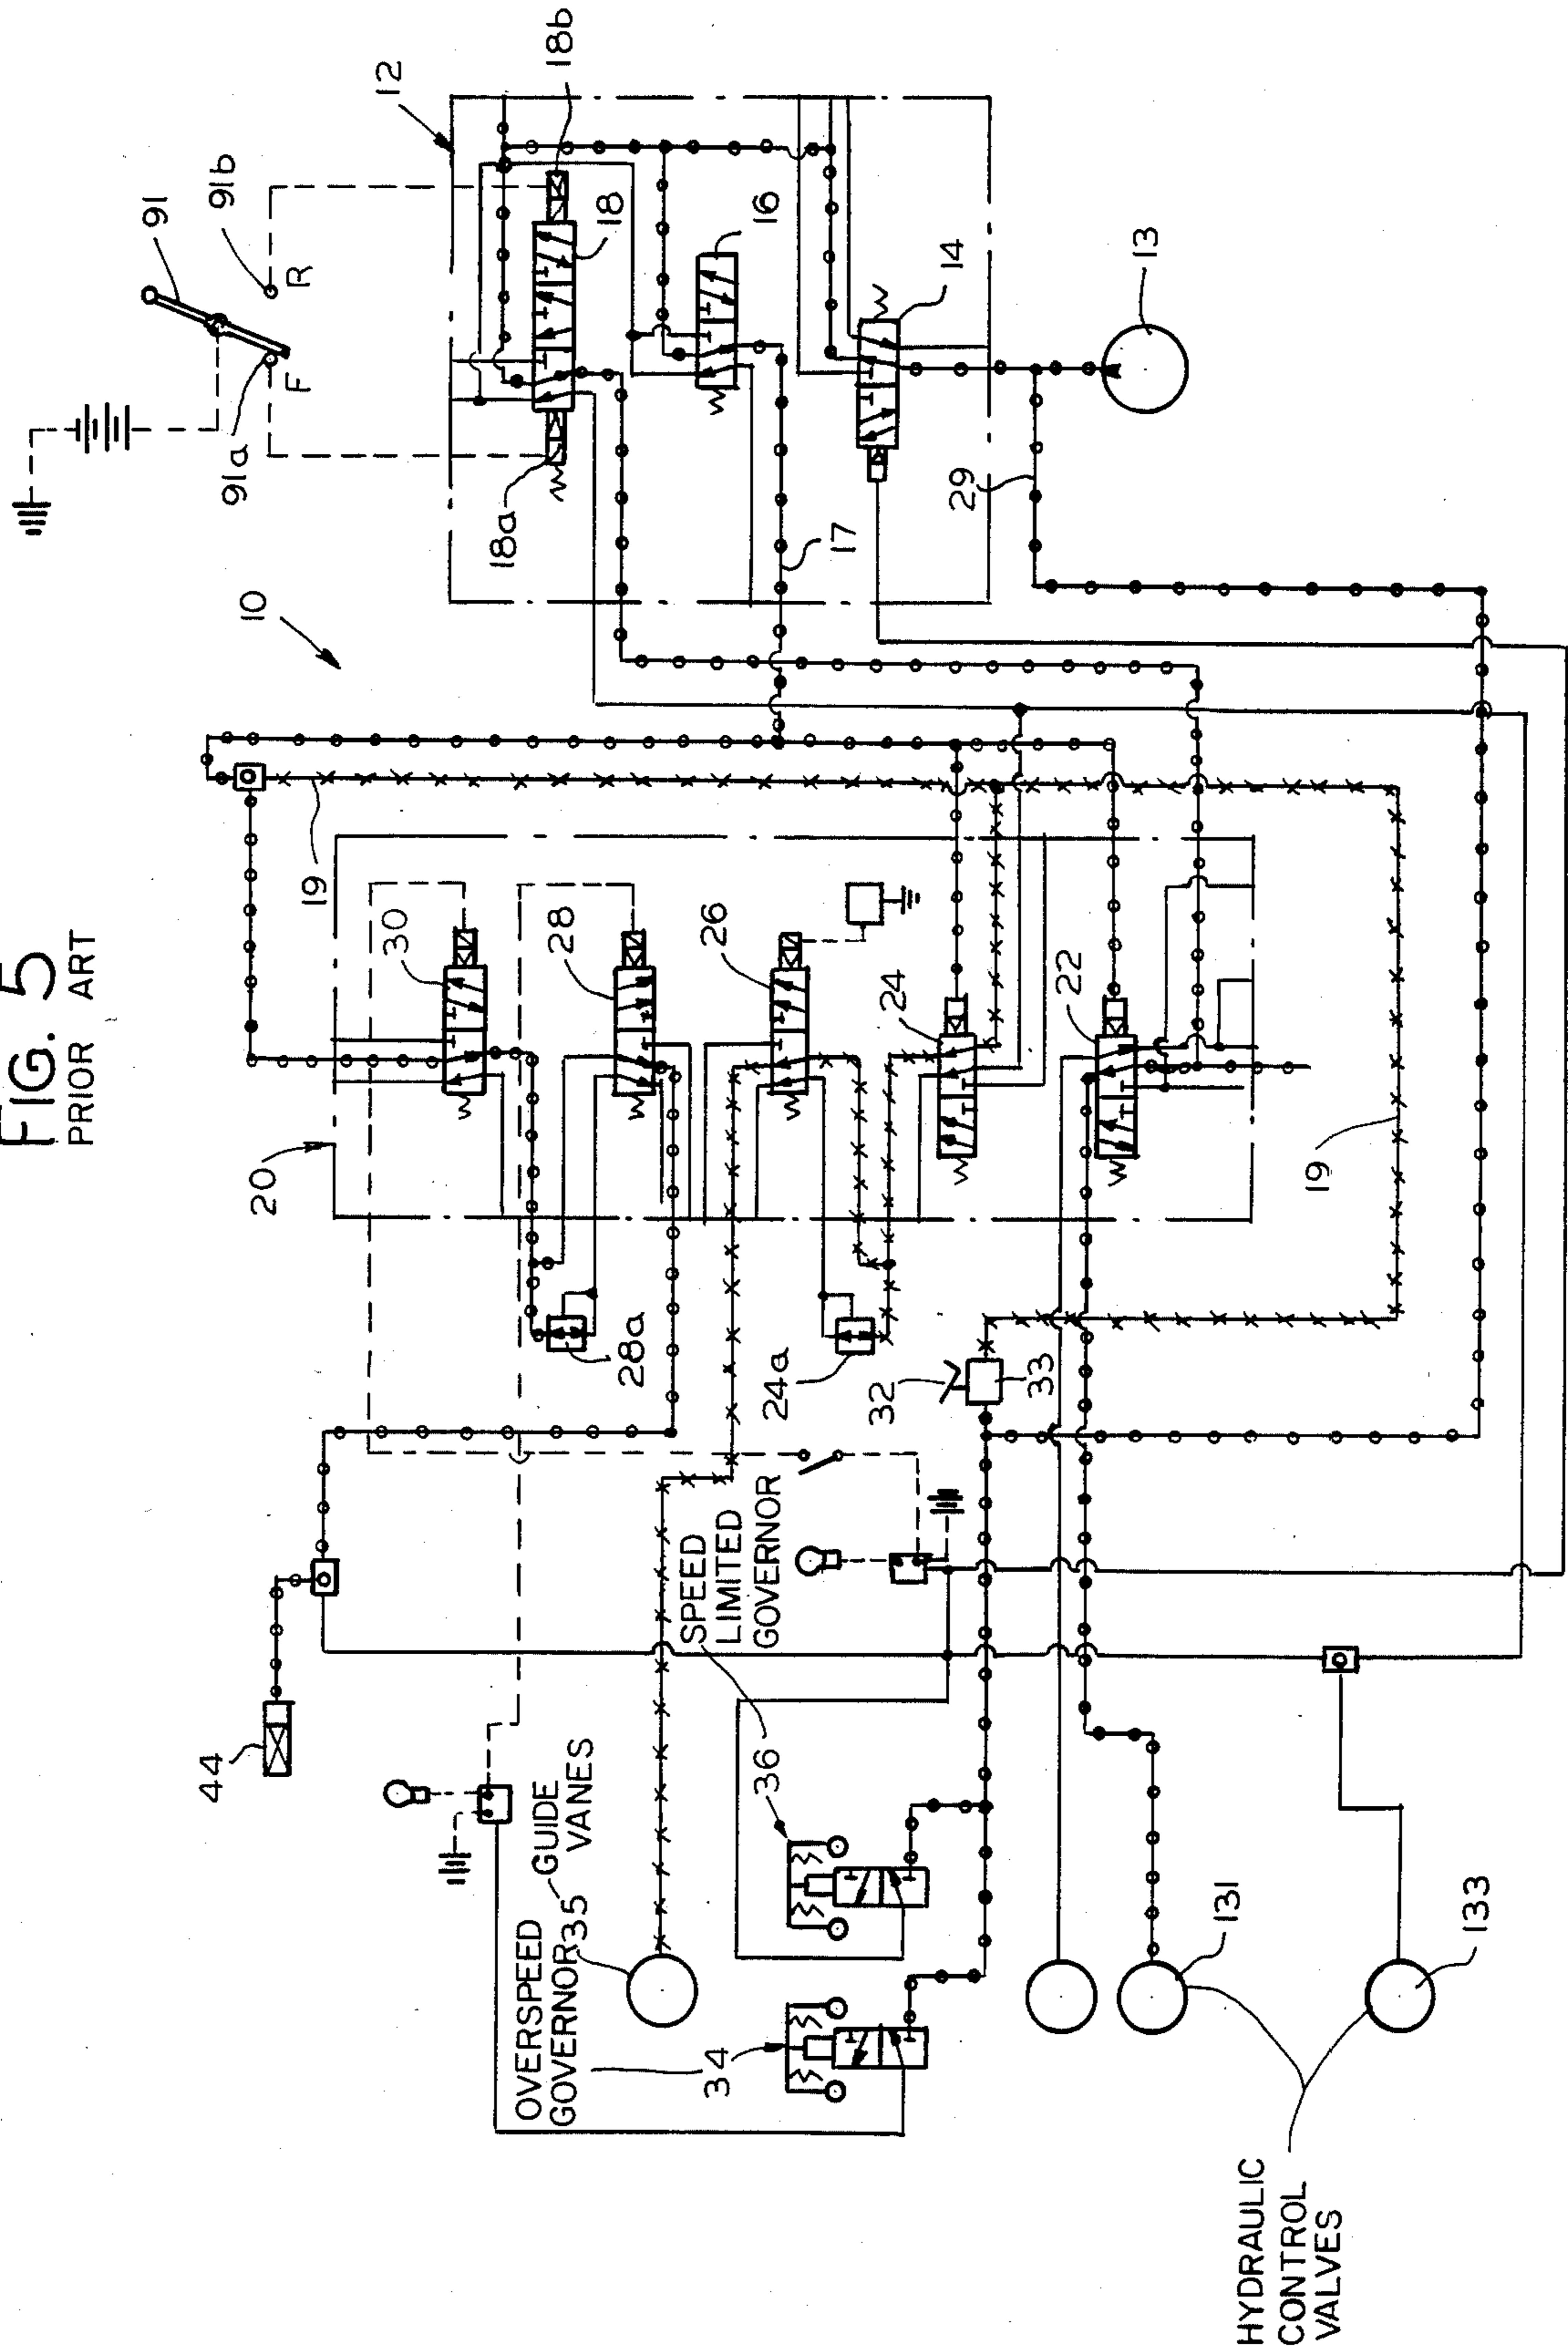 FIG. 5
PRIOR ART
10
12
18b
91
91b
R
F
91a
18a
18
16
14
13
17
29
19
20
30
28
26
24
22
19
28a
24a
32
33
44
SPEED
LIMITED
GOVERNOR
36
GUIDE
VANES
35
OVERSPEED
GOVERNOR
34
131
133
HYDRAULIC
CONTROL
VALVES